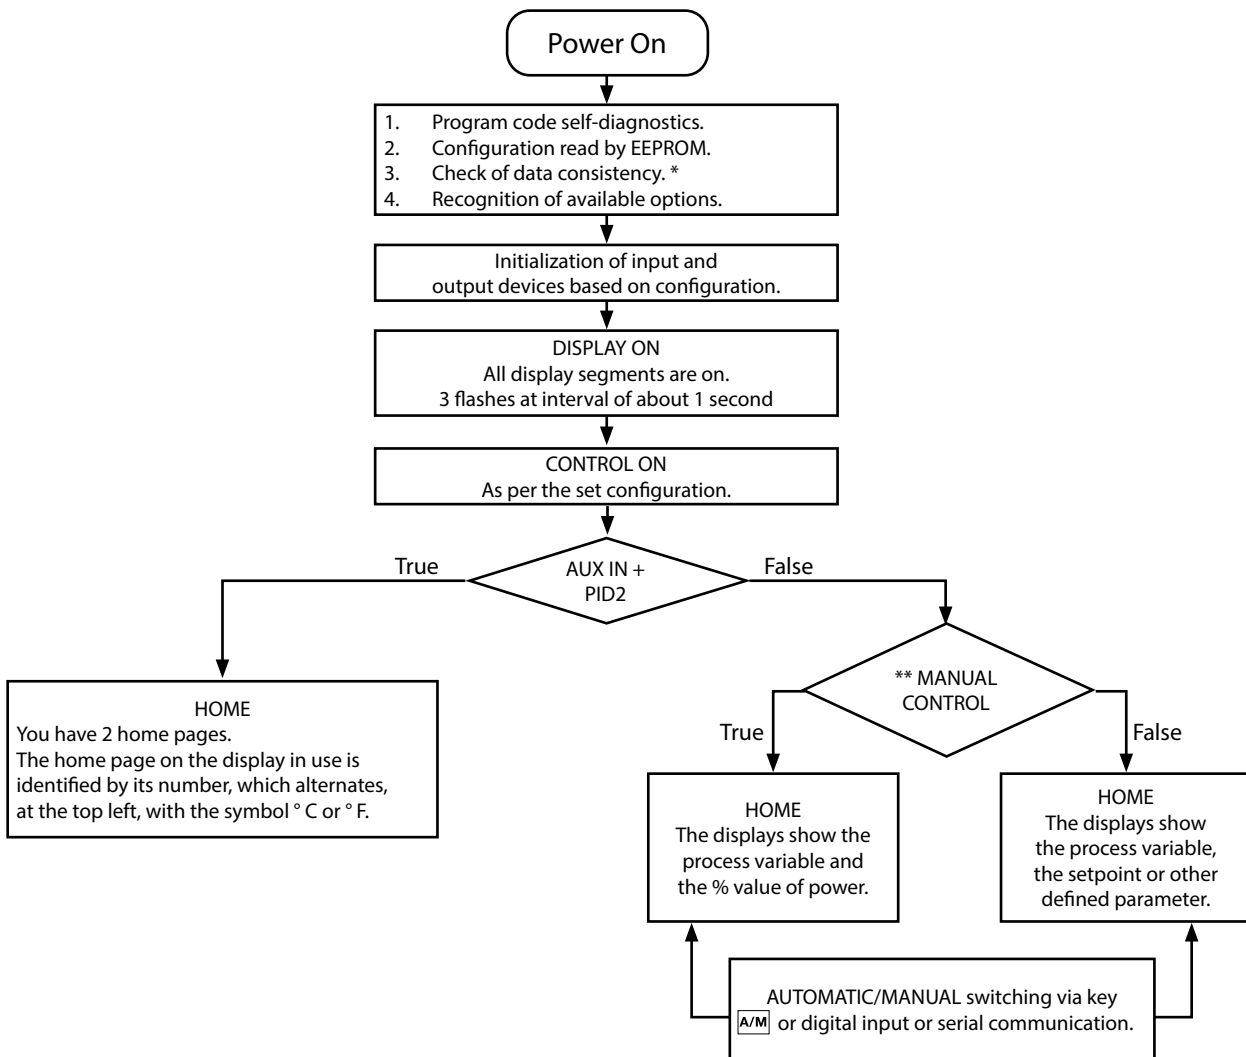 Power On
1. Program code self-diagnostics.
2. Configuration read by EEPROM.
3. Check of data consistency. *
4. Recognition of available options.
Initialization of input and
output devices based on configuration.
DISPLAY ON
All display segments are on.
3 flashes at interval of about 1 second
CONTROL ON
As per the set configuration.
True
AUX IN +
PID2
False
HOME
You have 2 home pages.
The home page on the display in use is
identified by its number, which alternates,
at the top left, with the symbol ° C or ° F.
** MANUAL
CONTROL
True
False
HOME
The displays show the
process variable and
the % value of power.
HOME
The displays show
the process variable,
the setpoint or other
defined parameter.
AUTOMATIC/MANUAL switching via key
A/M or digital input or serial communication.